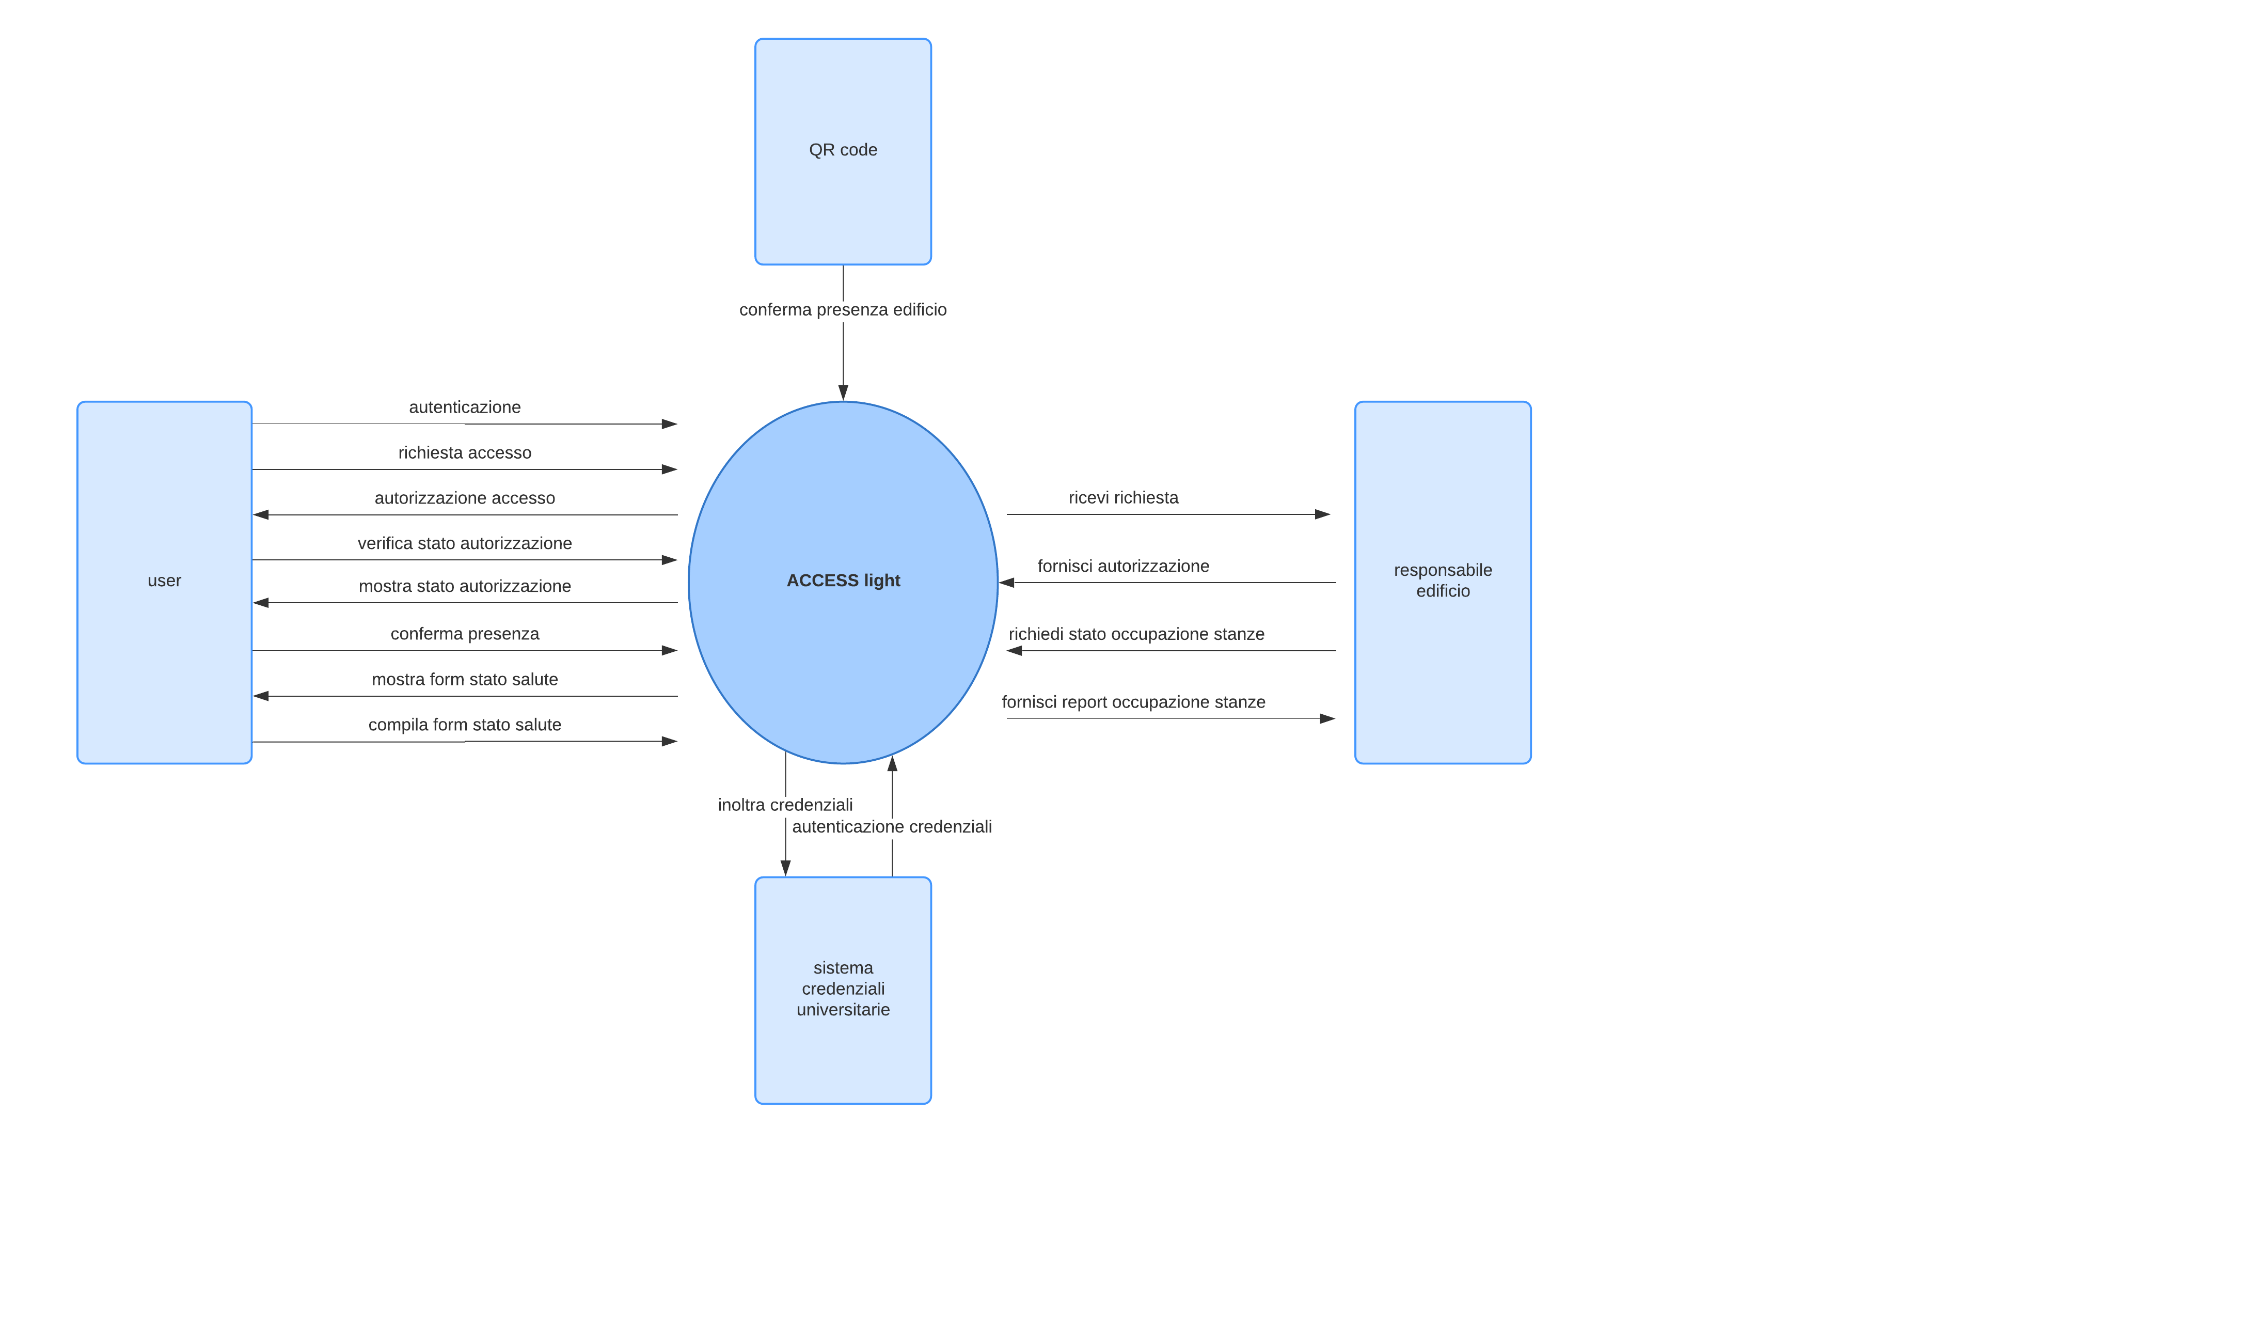 QR code
conferma presenza edificio
autenticazione
richiesta accesso
autorizzazione accesso
verifica stato autorizzazione
mostra stato autorizzazione
conferma presenza
mostra form stato salute
compila form stato salute
user
ACCESS light
ricevi richiesta
fornisci autorizzazione
richiedi stato occupazione stanze
fornisci report occupazione stanze
responsabile
edificio
inoltra credenziali
autenticazione credenziali
sistema
credenziali
universitarie